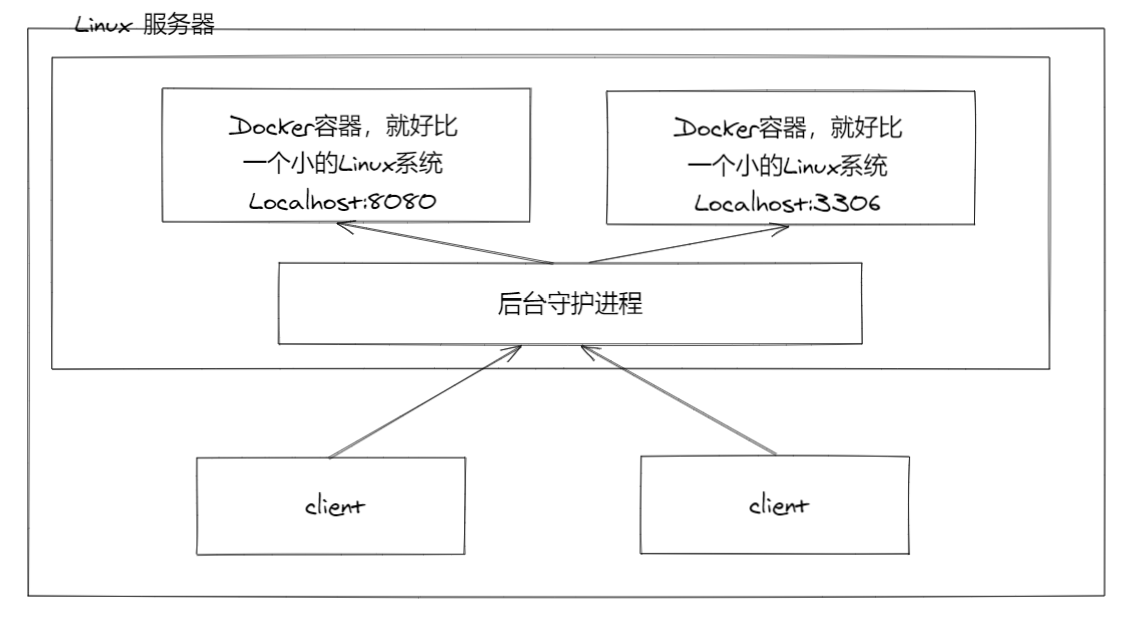 Linux 服务器
Docker容器，就好比
一个小的Linux系统
Localhost:8080
Docker容器，就好比
一个小的Linux系统
Localhost:3306
后台守护进程
client
client